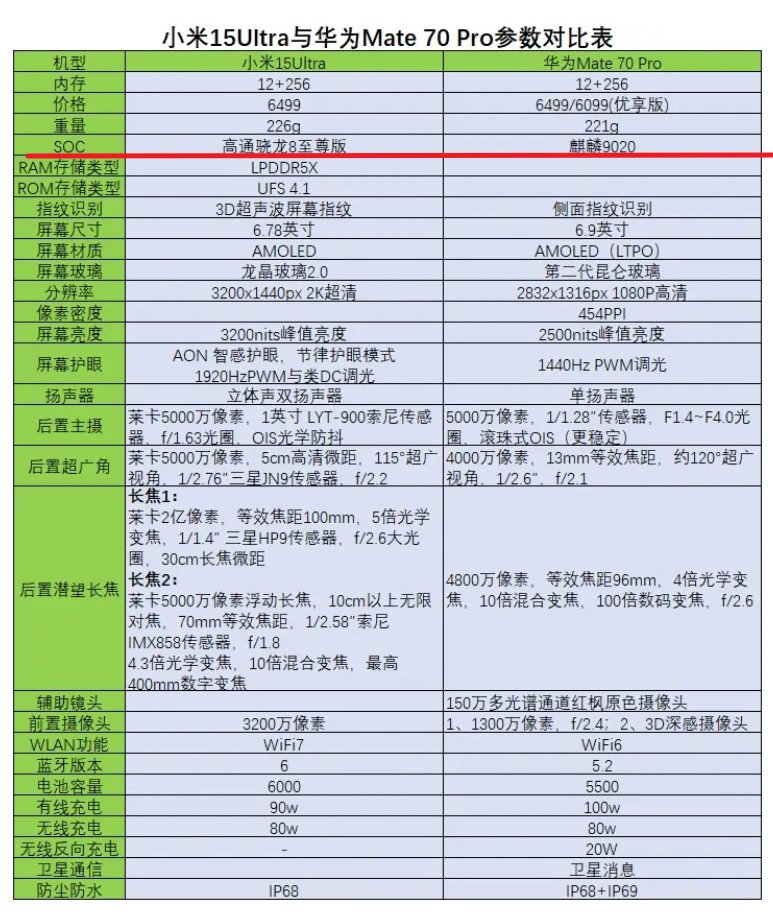 小米15Ultra与华为Mate 70 Pro参数对比表
机型 小米15Ultra 华为Mate 70 Pro
内存 12+256 12+256
价格 6499 6499/6099(优享版)
重量 226g 221g
SOC 高通骁龙8至尊版 麒麟9020
RAM存储类型 LPDDR5X
ROM存储类型 UFS 4.1
指纹识别 3D超声波屏幕指纹 侧面指纹识别
屏幕尺寸 6.78英寸 6.9英寸
屏幕材质 AMOLED AMOLED（LTPO）
屏幕玻璃 龙晶玻璃2.0 第二代昆仑玻璃
分辨率 3200x1440px 2K超清 2832x1316px 1080P高清
像素密度 454PPI
屏幕亮度 3200nits峰值亮度 2500nits峰值亮度
屏幕护眼 AON 智感护眼、节律护眼模式
1920HzPWM与类DC调光 1440Hz PWM调光
扬声器 立体声双扬声器 单扬声器
后置主摄 莱卡5000万像素，1英寸 LYT-900索尼传感
器，f/1.63光圈，OIS光学防抖
5000万像素，1/1.28”传感器，F1.4~F4.0光
圈，滚珠式OIS（更稳定）
后置超广角 莱卡5000万像素，5cm高清微距，115°超广
视角，1/2.76“三星JN9传感器，f/2.2
4000万像素，13mm等效焦距，约120°超广
视角，1/2.6”，f/2.1
后置潜望长焦 长焦1：
莱卡2亿像素，等效焦距100mm，5倍光学
变焦，1/1.4” 三星HP9传感器，f/2.6大光
圈，30cm长焦微距
长焦2：
莱卡5000万像素浮动长焦，10cm以上无限
对焦，70mm等效焦距，1/2.58”索尼
IMX858传感器，f/1.8
4.3倍光学变焦，10倍混合变焦，最高
400mm数字变焦
4800万像素，等效焦距96mm，4倍光学变
焦，10倍混合变焦，100倍数码变焦，f/2.6
辅助镜头 150万多光谱通道红枫原色摄像头
前置摄像头 3200万像素 1、1300万像素，f/2.4；2、3D深感摄像头
WLAN功能 WiFi7 WiFi6
蓝牙版本 6 5.2
电池容量 6000 5500
有线充电 90w 100w
无线充电 80w 80w
无线反向充电 - 20W
卫星通信 卫星消息
防尘防水 IP68 IP68+IP69